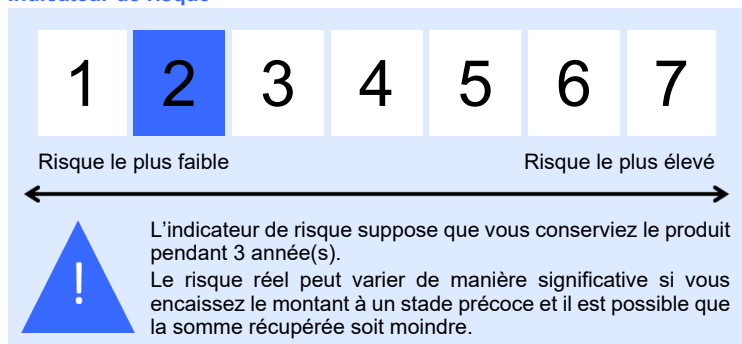 Indicateur de risque
1 2 3 4 5 6 7
Risque le plus faible Risque le plus élevé
L'indicateur de risque suppose que vous conserviez le produit
pendant 3 année(s).
Le risque réel peut varier de manière significative si vous
encaissez le montant à un stade précoce et il est possible que
la somme récupérée soit moindre.
!